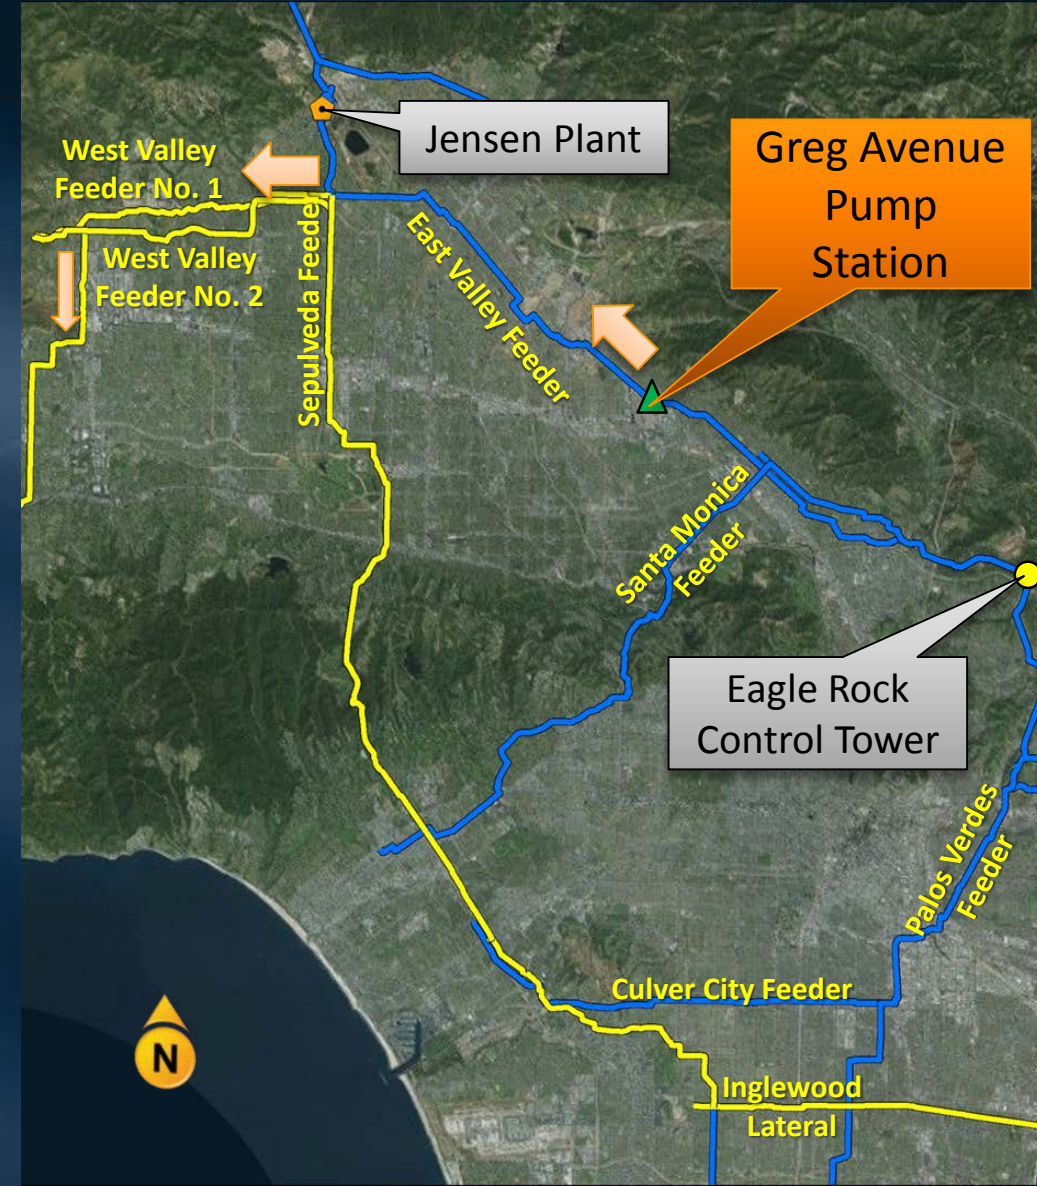 Jensen Plant
Greg Avenue
Pump
Station
West Valley
Feeder No. 1
West Valley
Feeder No. 2
Sepulveda Feeder
East Valley Feeder
Santa Monica
Feeder
Eagle Rock
Control Tower
Palos Verdes
Feeder
Culver City Feeder
Inglewood
Lateral
N